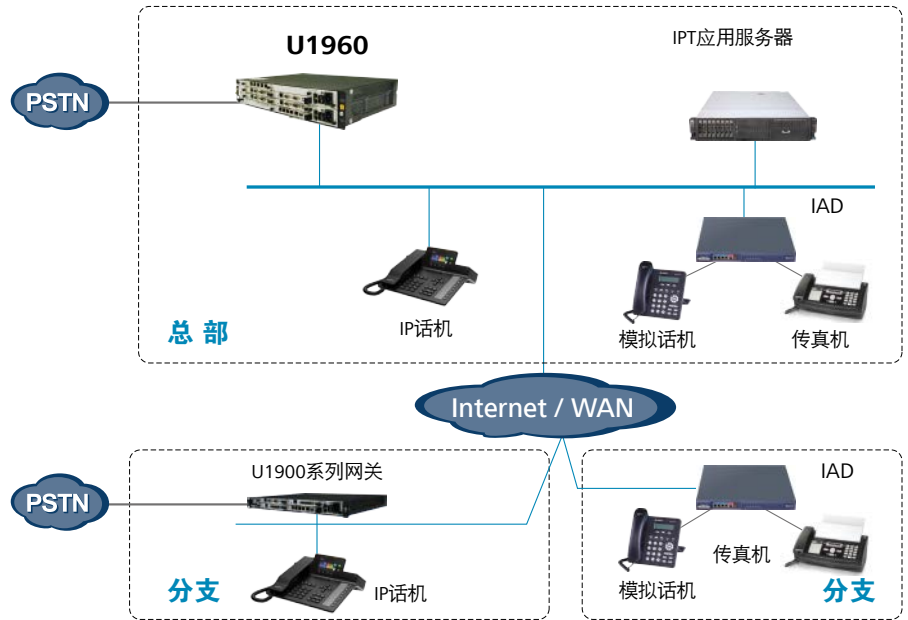 U1960
IPT应用服务器
PSTN
IAD
IP话机
模拟话机
传真机
总 部
Internet / WAN
U1900系列网关
PSTN
IP话机
分支
IAD
传真机
模拟话机
分支